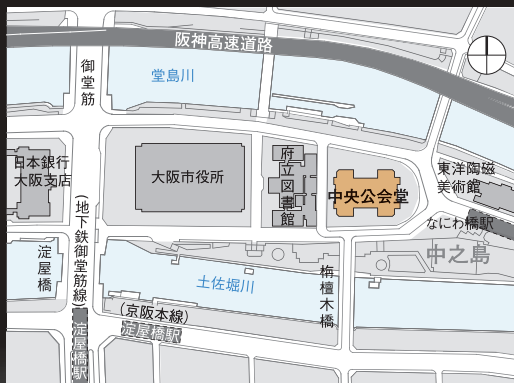 阪神高速道路
御堂筋
堂島川
日本銀行
大阪支店
大阪市役所
府立図書館
中央公会堂
東洋陶磁
美術館
なにわ橋駅
中之島
(地下鉄御堂筋線)
淀屋橋
土佐堀川
栴檀木橋
(京阪本線)
淀屋橋駅
淀屋橋駅